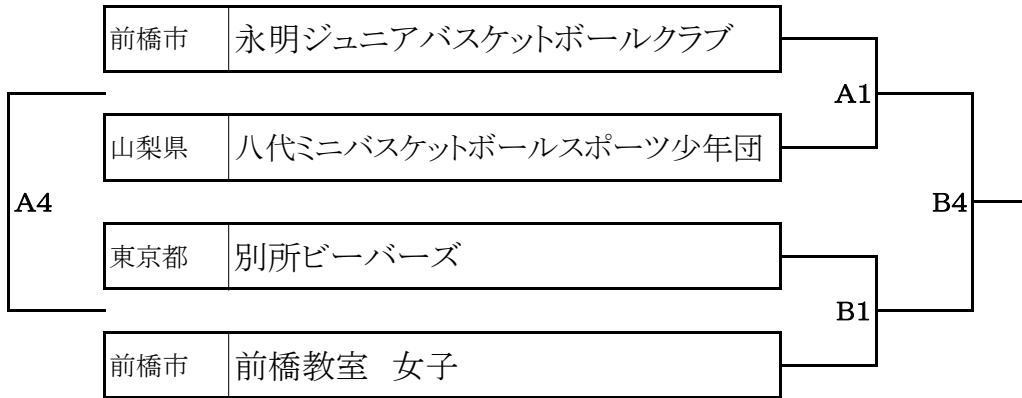 前橋市 永明ジュニアバスケットボールクラブ
A1
山梨県 八代ミニバスケットボールスポーツ少年団
A4 B4
東京都 別所ビーバーズ
B1
前橋市 前橋教室　女子